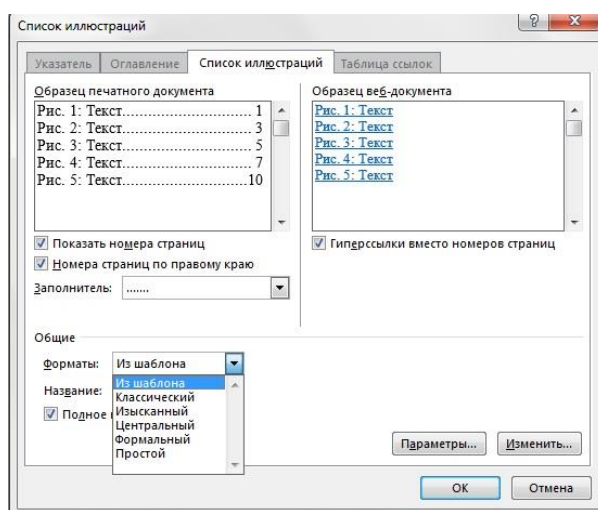 Список иллюстраций
Указатель Оглавление Список иллюстраций Таблица ссылок
Образец печатного документа
Рис. 1: Текст................................ 1
Рис. 2: Текст................................ 3
Рис. 3: Текст................................ 5
Рис. 4: Текст................................ 7
Рис. 5: Текст...............................10
Образец веб-документа
Рис. 1: Текст
Рис. 2: Текст
Рис. 3: Текст
Рис. 4: Текст
Рис. 5: Текст
Показать номера страниц
Номера страниц по правому краю
Заполнитель: .......
Гиперссылки вместо номеров страниц
Общие
Форматы: Из шаблона
Из шаблона
Классический
Изысканный
Центральный
Формальный
Простой
Название:
Полное
Параметры... Изменить...
ОК Отмена